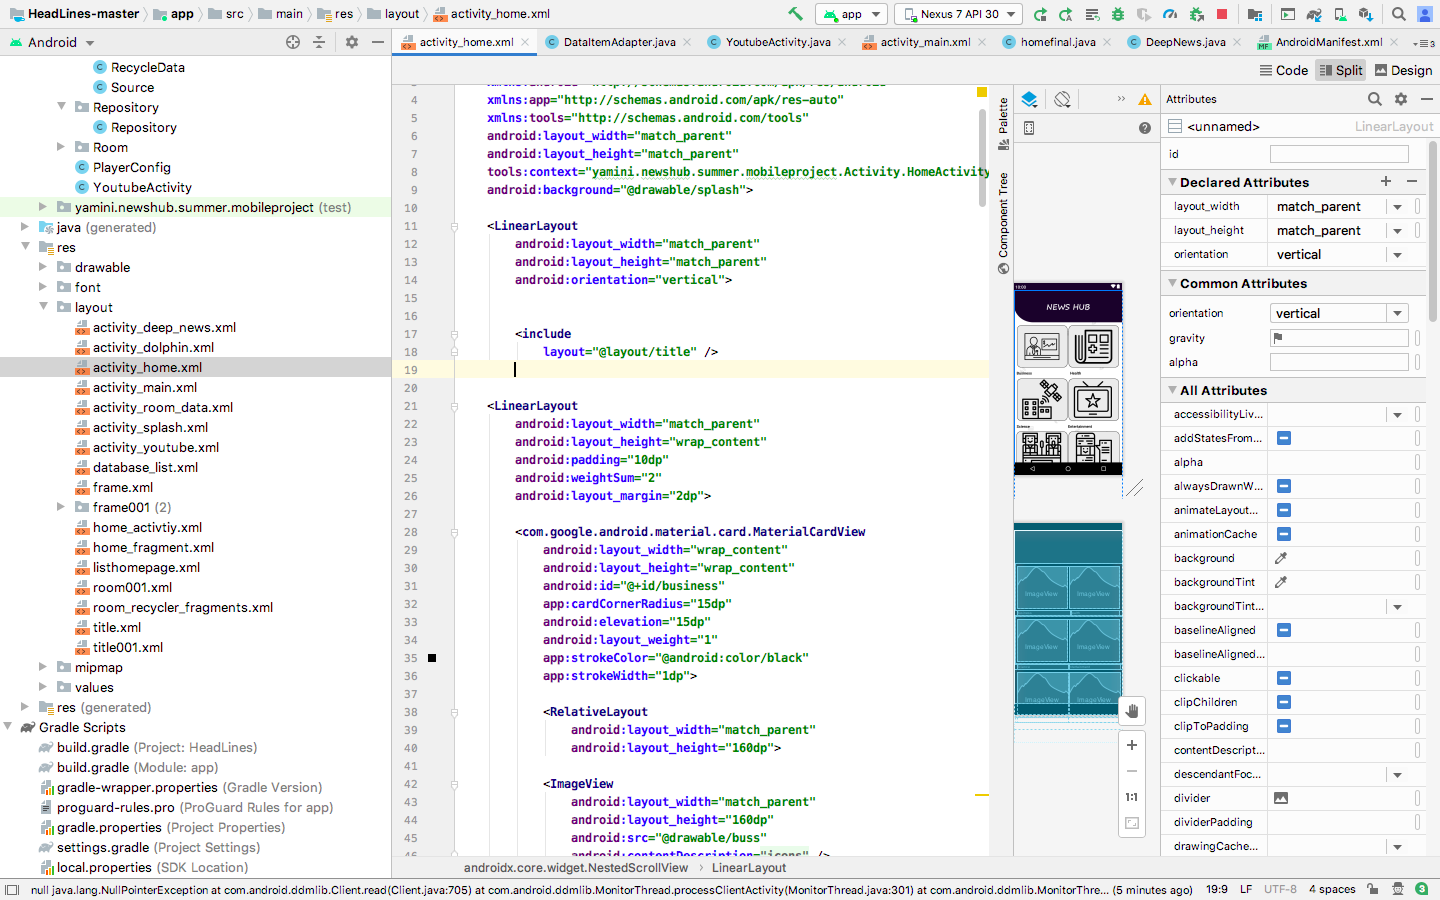 HeadLines-master
app
src
main
res
layout
activity_home.xml
app
Nexus 7 API 30
Android
activity_home.xml
DataItemAdapter.java
YoutubeActivity.java
activity_main.xml
homefinal.java
DeepNews.java
AndroidManifest.xml
3
RecycleData
Source
Repository
Repository
Room
PlayerConfig
YoutubeActivity
yamini.newshub.summer.mobileproject (test)
java (generated)
res
drawable
font
layout
activity_deep_news.xml
activity_dolphin.xml
activity_home.xml
activity_main.xml
activity_room_data.xml
activity_splash.xml
activity_youtube.xml
database_list.xml
frame.xml
frame001 (2)
home_activtiy.xml
home_fragment.xml
listhomepage.xml
room001.xml
room_recycler_fragments.xml
title.xml
title001.xml
mipmap
values
res (generated)
Gradle Scripts
build.gradle (Project: HeadLines)
build.gradle (Module: app)
gradle-wrapper.properties (Gradle Version)
proguard-rules.pro (ProGuard Rules for app)
gradle.properties (Project Properties)
settings.gradle (Project Settings)
local.properties (SDK Location)
Code
Split
Design
4 xmlns:app="http://schemas.android.com/apk/res-auto"
5 xmlns:tools="http://schemas.android.com/tools"
6 android:layout_width="match_parent"
7 android:layout_height="match_parent"
8 tools:context="yamini.newshub.summer.mobileproject.Activity.HomeActivity
9 android:background="@drawable/splash">
10
11 <LinearLayout
12 android:layout_width="match_parent"
13 android:layout_height="match_parent"
14 android:orientation="vertical">
15
16
17 <include
18 layout="@layout/title" />
19
20
21 <LinearLayout
22 android:layout_width="match_parent"
23 android:layout_height="wrap_content"
24 android:padding="10dp"
25 android:weightSum="2"
26 android:layout_margin="2dp">
27
28 <com.google.android.material.card.MaterialCardView
29 android:layout_width="wrap_content"
30 android:layout_height="wrap_content"
31 android:id="@+id/business"
32 app:cardCornerRadius="15dp"
33 android:elevation="15dp"
34 android:layout_weight="1"
35 app:strokeColor="@android:color/black"
36 app:strokeWidth="1dp">
37
38 <RelativeLayout
39 android:layout_width="match_parent"
40 android:layout_height="160dp">
41
42 <ImageView
43 android:layout_width="match_parent"
44 android:layout_height="160dp"
45 android:src="@drawable/buss"
46 android:contentDescription="icons" />
androidx.core.widget.NestedScrollView
LinearLayout
Palette
Component Tree
10:00
NEWS HUB
Business
Health
Science
Entertainment
ImageView
ImageView
ImageView
ImageView
ImageView
ImageView
1:1
Attributes
<unnamed>
LinearLayout
id
Declared Attributes
layout_width match_parent
layout_height match_parent
orientation vertical
Common Attributes
orientation vertical
gravity
alpha
All Attributes
accessibilityLiv...
addStatesFrom...
alpha
alwaysDrawnW...
animateLayout...
animationCache
background
backgroundTint
backgroundTint...
baselineAligned
baselineAligned...
clickable
clipChildren
clipToPadding
contentDescript...
descendantFoc...
divider
dividerPadding
drawingCache...
null java.lang.NullPointerException at com.android.ddmlib.Client.read(Client.java:705) at com.android.ddmlib.MonitorThread.processClientActivity(MonitorThread.java:301) at com.android.ddmlib.MonitorThre... (5 minutes ago)
19:9
LF
UTF-8
4 spaces
3